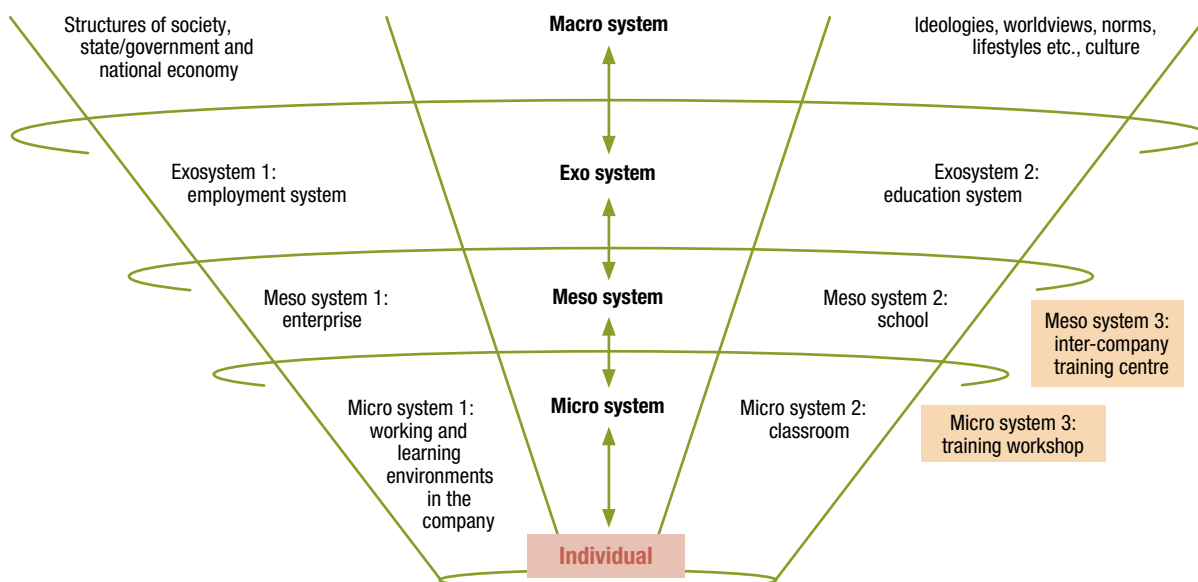 Structures of society,
state/government and
national economy
Macro system
Ideologies, worldviews, norms,
lifestyles etc., culture
Exosystem 1:
employment system
Exo system
Exosystem 2:
education system
Meso system 1:
enterprise
Meso system
Meso system 2:
school
Meso system 3:
inter-company
training centre
Micro system 1:
working and
learning
environments
in the
company
Micro system
Micro system 2:
classroom
Micro system 3:
training workshop
Individual